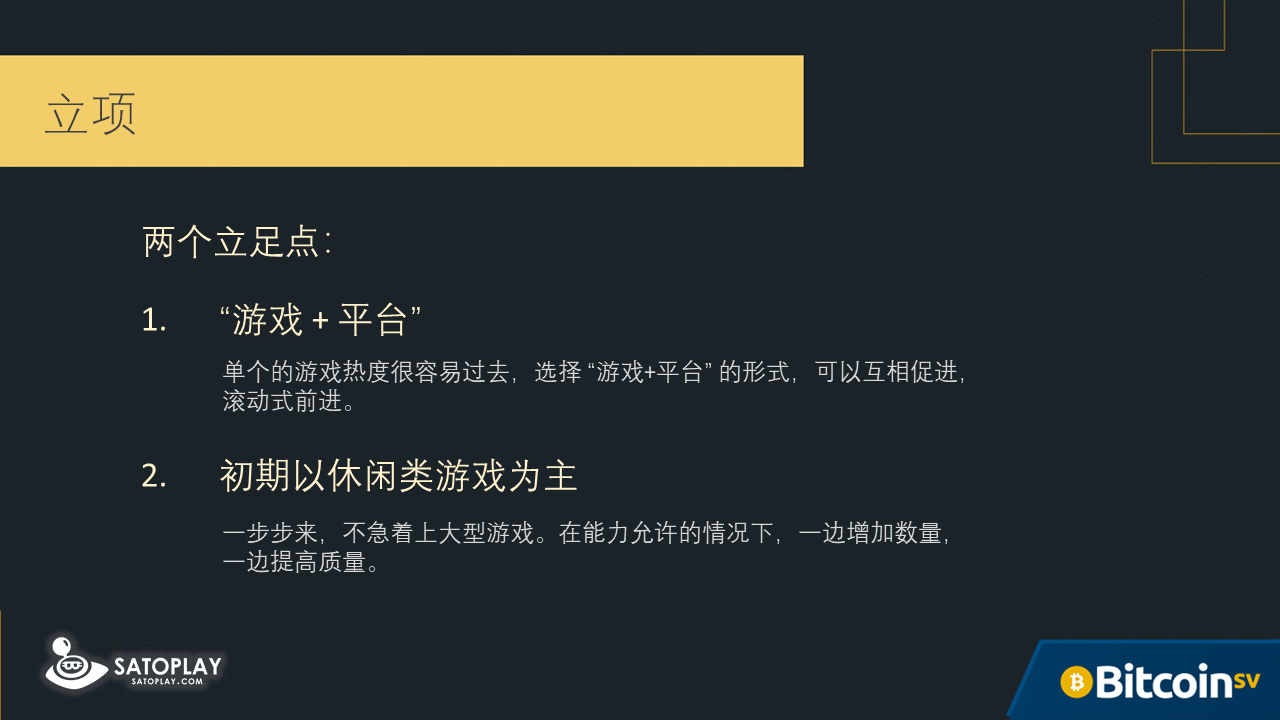 立项
两个立足点：
1. “游戏 + 平台”
单个的游戏热度很容易过去，选择 “游戏+平台” 的形式，可以互相促进，
滚动式前进。
2. 初期以休闲类游戏为主
一步步来，不急着上大型游戏。在能力允许的情况下，一边增加数量，
一边提高质量。
SATOPLAY
SATOPLAY.COM
Bitcoin SV